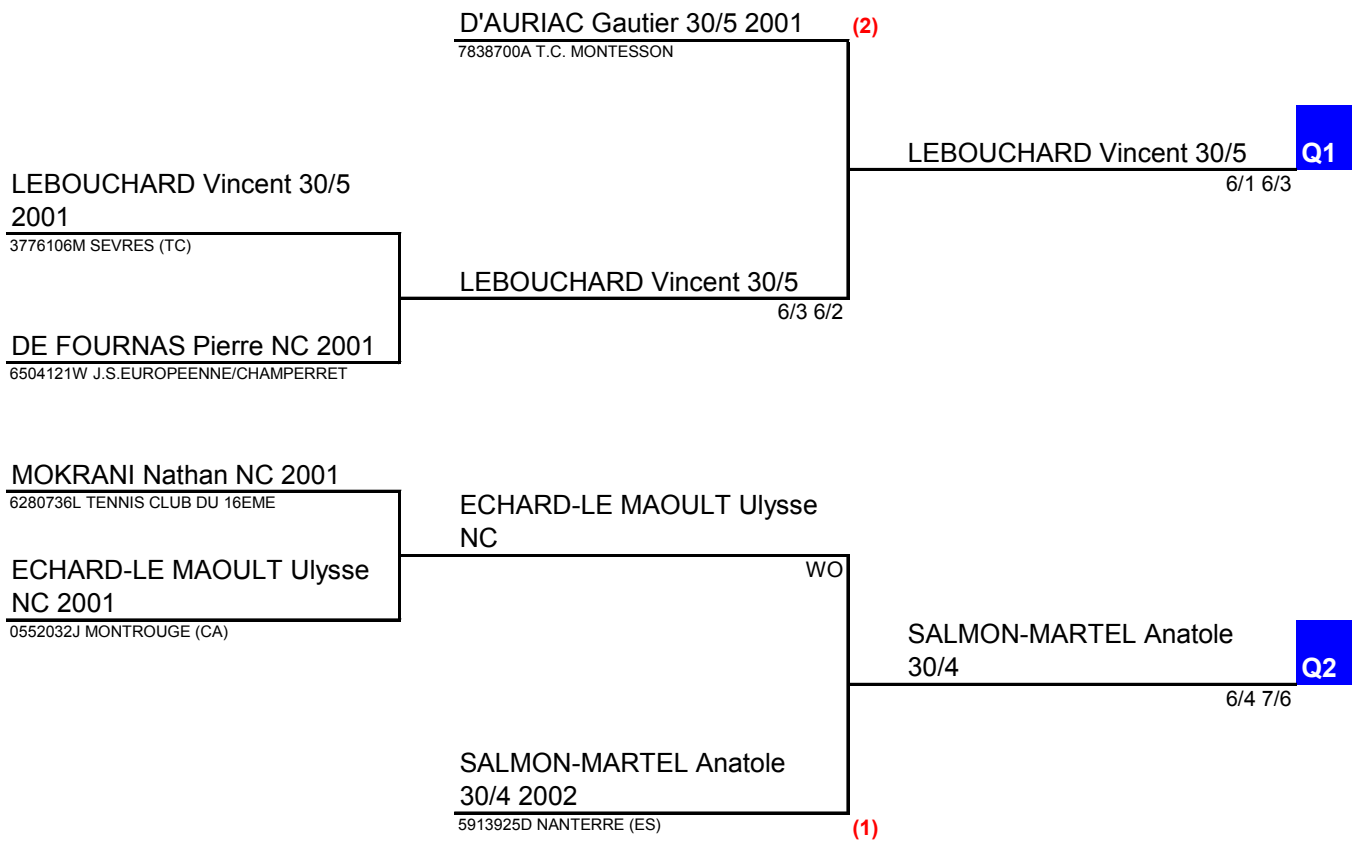 D'AURIAC Gautier 30/5 2001
(2)
7838700A T.C. MONTESSON
LEBOUCHARD Vincent 30/5
Q1
6/1 6/3
LEBOUCHARD Vincent 30/5
2001
3776106M SEVRES (TC)
LEBOUCHARD Vincent 30/5
6/3 6/2
DE FOURNAS Pierre NC 2001
6504121W J.S.EUROPEENNE/CHAMPERRET
MOKRANI Nathan NC 2001
6280736L TENNIS CLUB DU 16EME
ECHARD-LE MAOULT Ulysse
NC
WO
ECHARD-LE MAOULT Ulysse
NC 2001
0552032J MONTROUGE (CA)
SALMON-MARTEL Anatole
30/4
Q2
6/4 7/6
SALMON-MARTEL Anatole
30/4 2002
5913925D NANTERRE (ES)
(1)